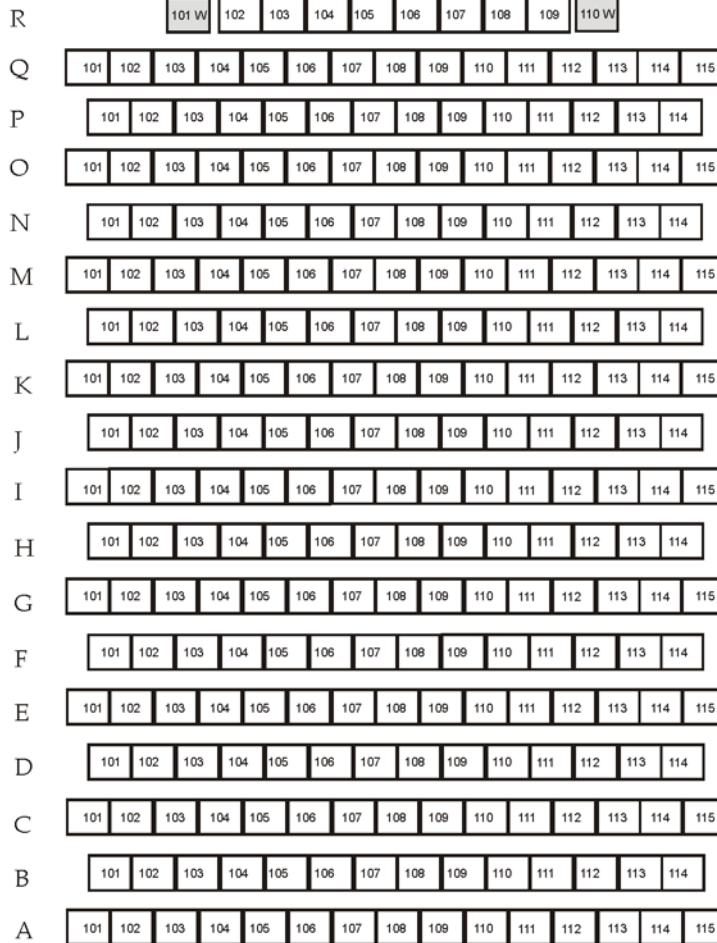 R 101 W 102 103 104 105 106 107 108 109 110 W
Q 101 102 103 104 105 106 107 108 109 110 111 112 113 114 115
P 101 102 103 104 105 106 107 108 109 110 111 112 113 114
O 101 102 103 104 105 106 107 108 109 110 111 112 113 114 115
N 101 102 103 104 105 106 107 108 109 110 111 112 113 114
M 101 102 103 104 105 106 107 108 109 110 111 112 113 114 115
L 101 102 103 104 105 106 107 108 109 110 111 112 113 114
K 101 102 103 104 105 106 107 108 109 110 111 112 113 114 115
J 101 102 103 104 105 106 107 108 109 110 111 112 113 114
I 101 102 103 104 105 106 107 108 109 110 111 112 113 114 115
H 101 102 103 104 105 106 107 108 109 110 111 112 113 114
G 101 102 103 104 105 106 107 108 109 110 111 112 113 114 115
F 101 102 103 104 105 106 107 108 109 110 111 112 113 114
E 101 102 103 104 105 106 107 108 109 110 111 112 113 114 115
D 101 102 103 104 105 106 107 108 109 110 111 112 113 114
C 101 102 103 104 105 106 107 108 109 110 111 112 113 114 115
B 101 102 103 104 105 106 107 108 109 110 111 112 113 114
A 101 102 103 104 105 106 107 108 109 110 111 112 113 114 115